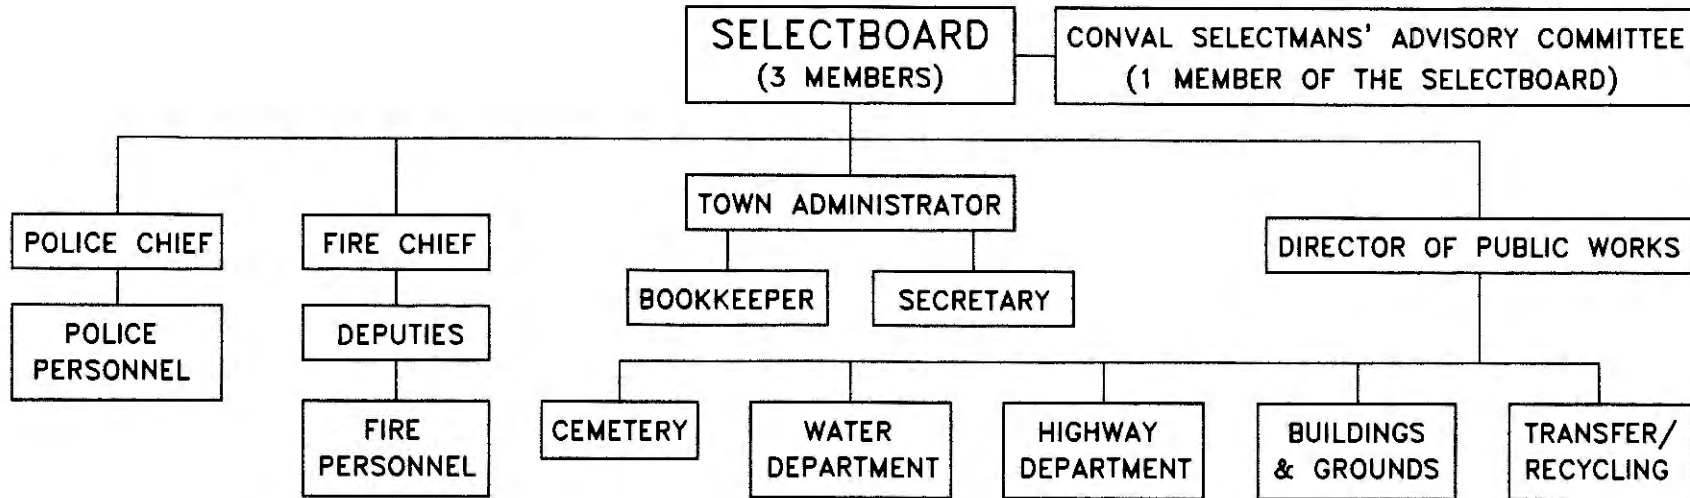 SELECTBOARD
(3 MEMBERS)
CONVAL SELECTMANS' ADVISORY COMMITTEE
(1 MEMBER OF THE SELECTBOARD)
TOWN ADMINISTRATOR
POLICE CHIEF
FIRE CHIEF
DIRECTOR OF PUBLIC WORKS
BOOKKEEPER
SECRETARY
POLICE
PERSONNEL
DEPUTIES
FIRE
PERSONNEL
CEMETERY
WATER
DEPARTMENT
HIGHWAY
DEPARTMENT
BUILDINGS
& GROUNDS
TRANSFER/
RECYCLING